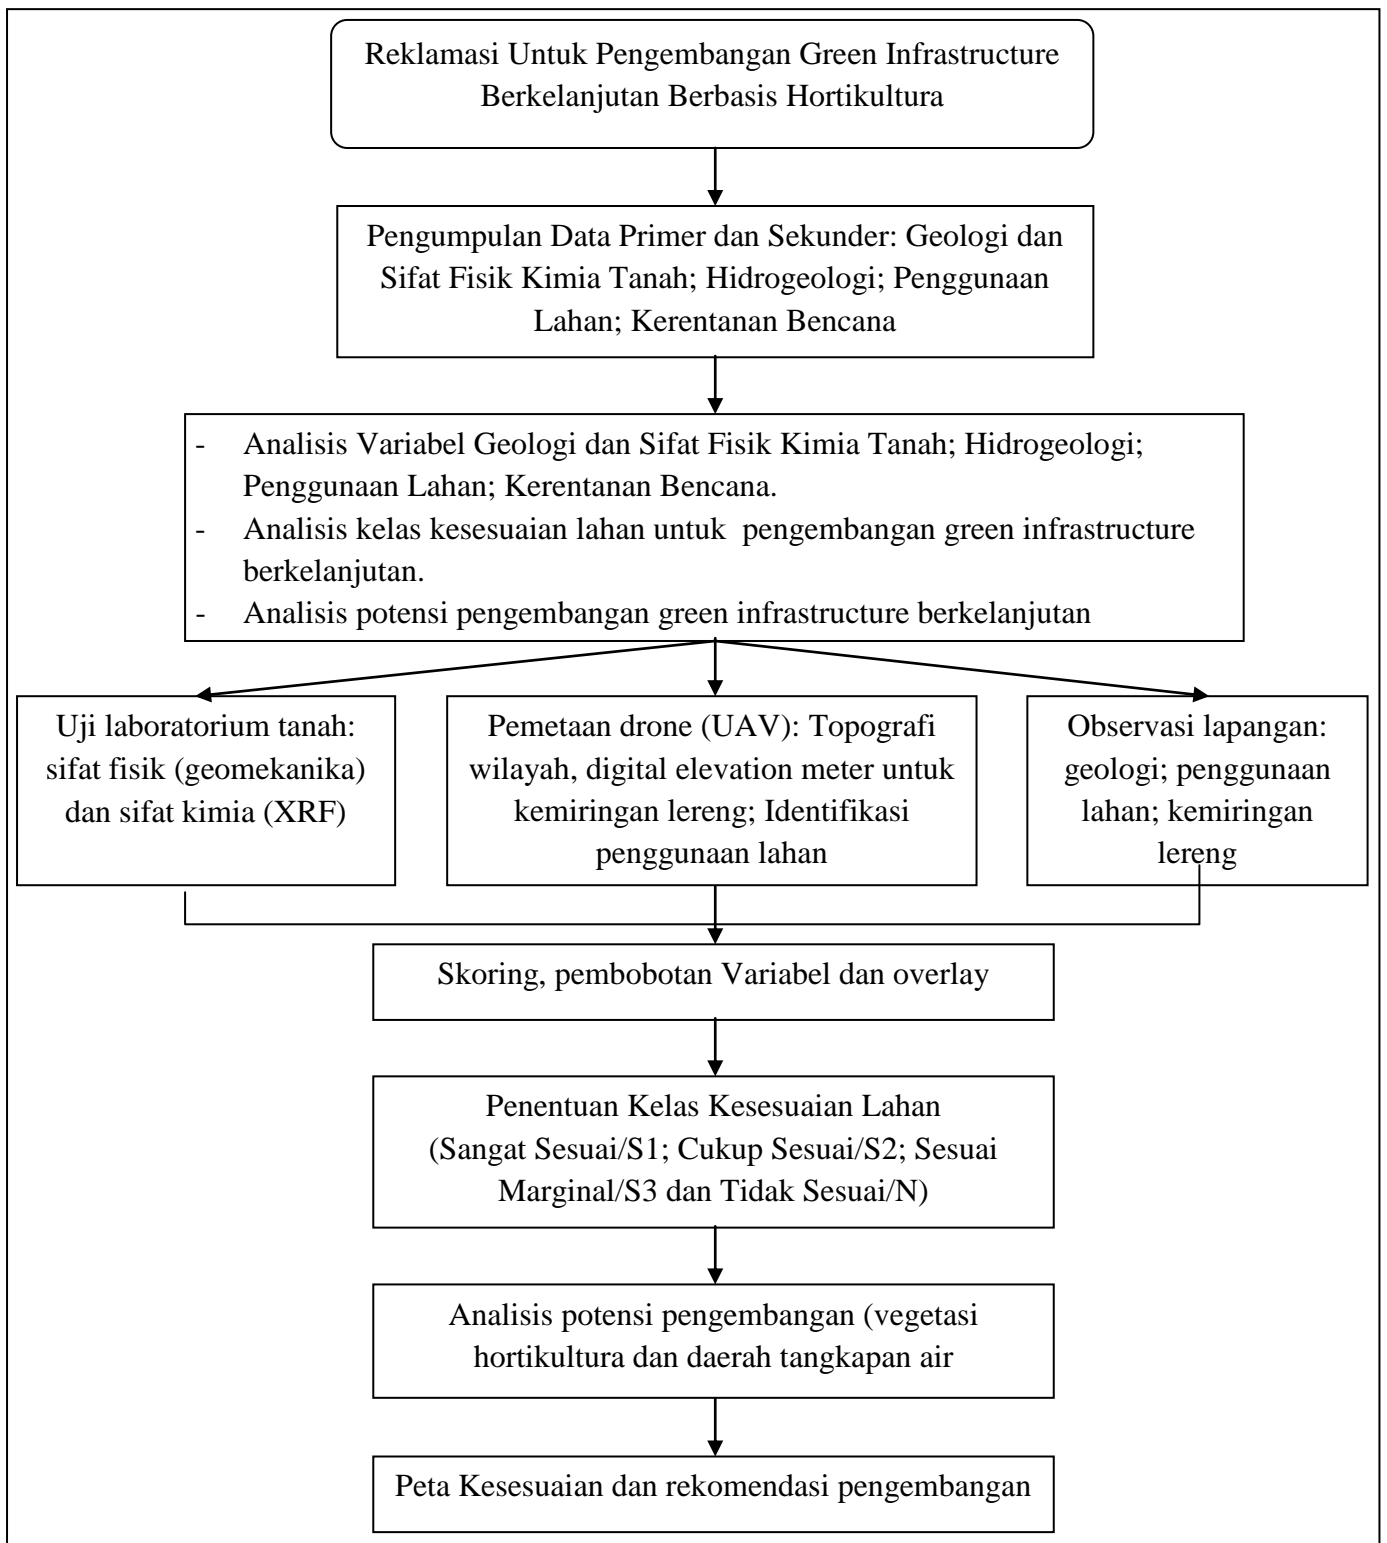 Reklamasi Untuk Pengembangan Green Infrastructure
Berkelanjutan Berbasis Hortikultura
Pengumpulan Data Primer dan Sekunder: Geologi dan
Sifat Fisik Kimia Tanah; Hidrogeologi; Penggunaan
Lahan; Kerentanan Bencana
- Analisis Variabel Geologi dan Sifat Fisik Kimia Tanah; Hidrogeologi;
Penggunaan Lahan; Kerentanan Bencana.
- Analisis kelas kesesuaian lahan untuk pengembangan green infrastructure
berkelanjutan.
- Analisis potensi pengembangan green infrastructure berkelanjutan
Uji laboratorium tanah:
sifat fisik (geomekanika)
dan sifat kimia (XRF)
Pemetaan drone (UAV): Topografi
wilayah, digital elevation meter untuk
kemiringan lereng; Identifikasi
penggunaan lahan
Observasi lapangan:
geologi; penggunaan
lahan; kemiringan
lereng
Skoring, pembobotan Variabel dan overlay
Penentuan Kelas Kesesuaian Lahan
(Sangat Sesuai/S1; Cukup Sesuai/S2; Sesuai
Marginal/S3 dan Tidak Sesuai/N)
Analisis potensi pengembangan (vegetasi
hortikultura dan daerah tangkapan air
Peta Kesesuaian dan rekomendasi pengembangan